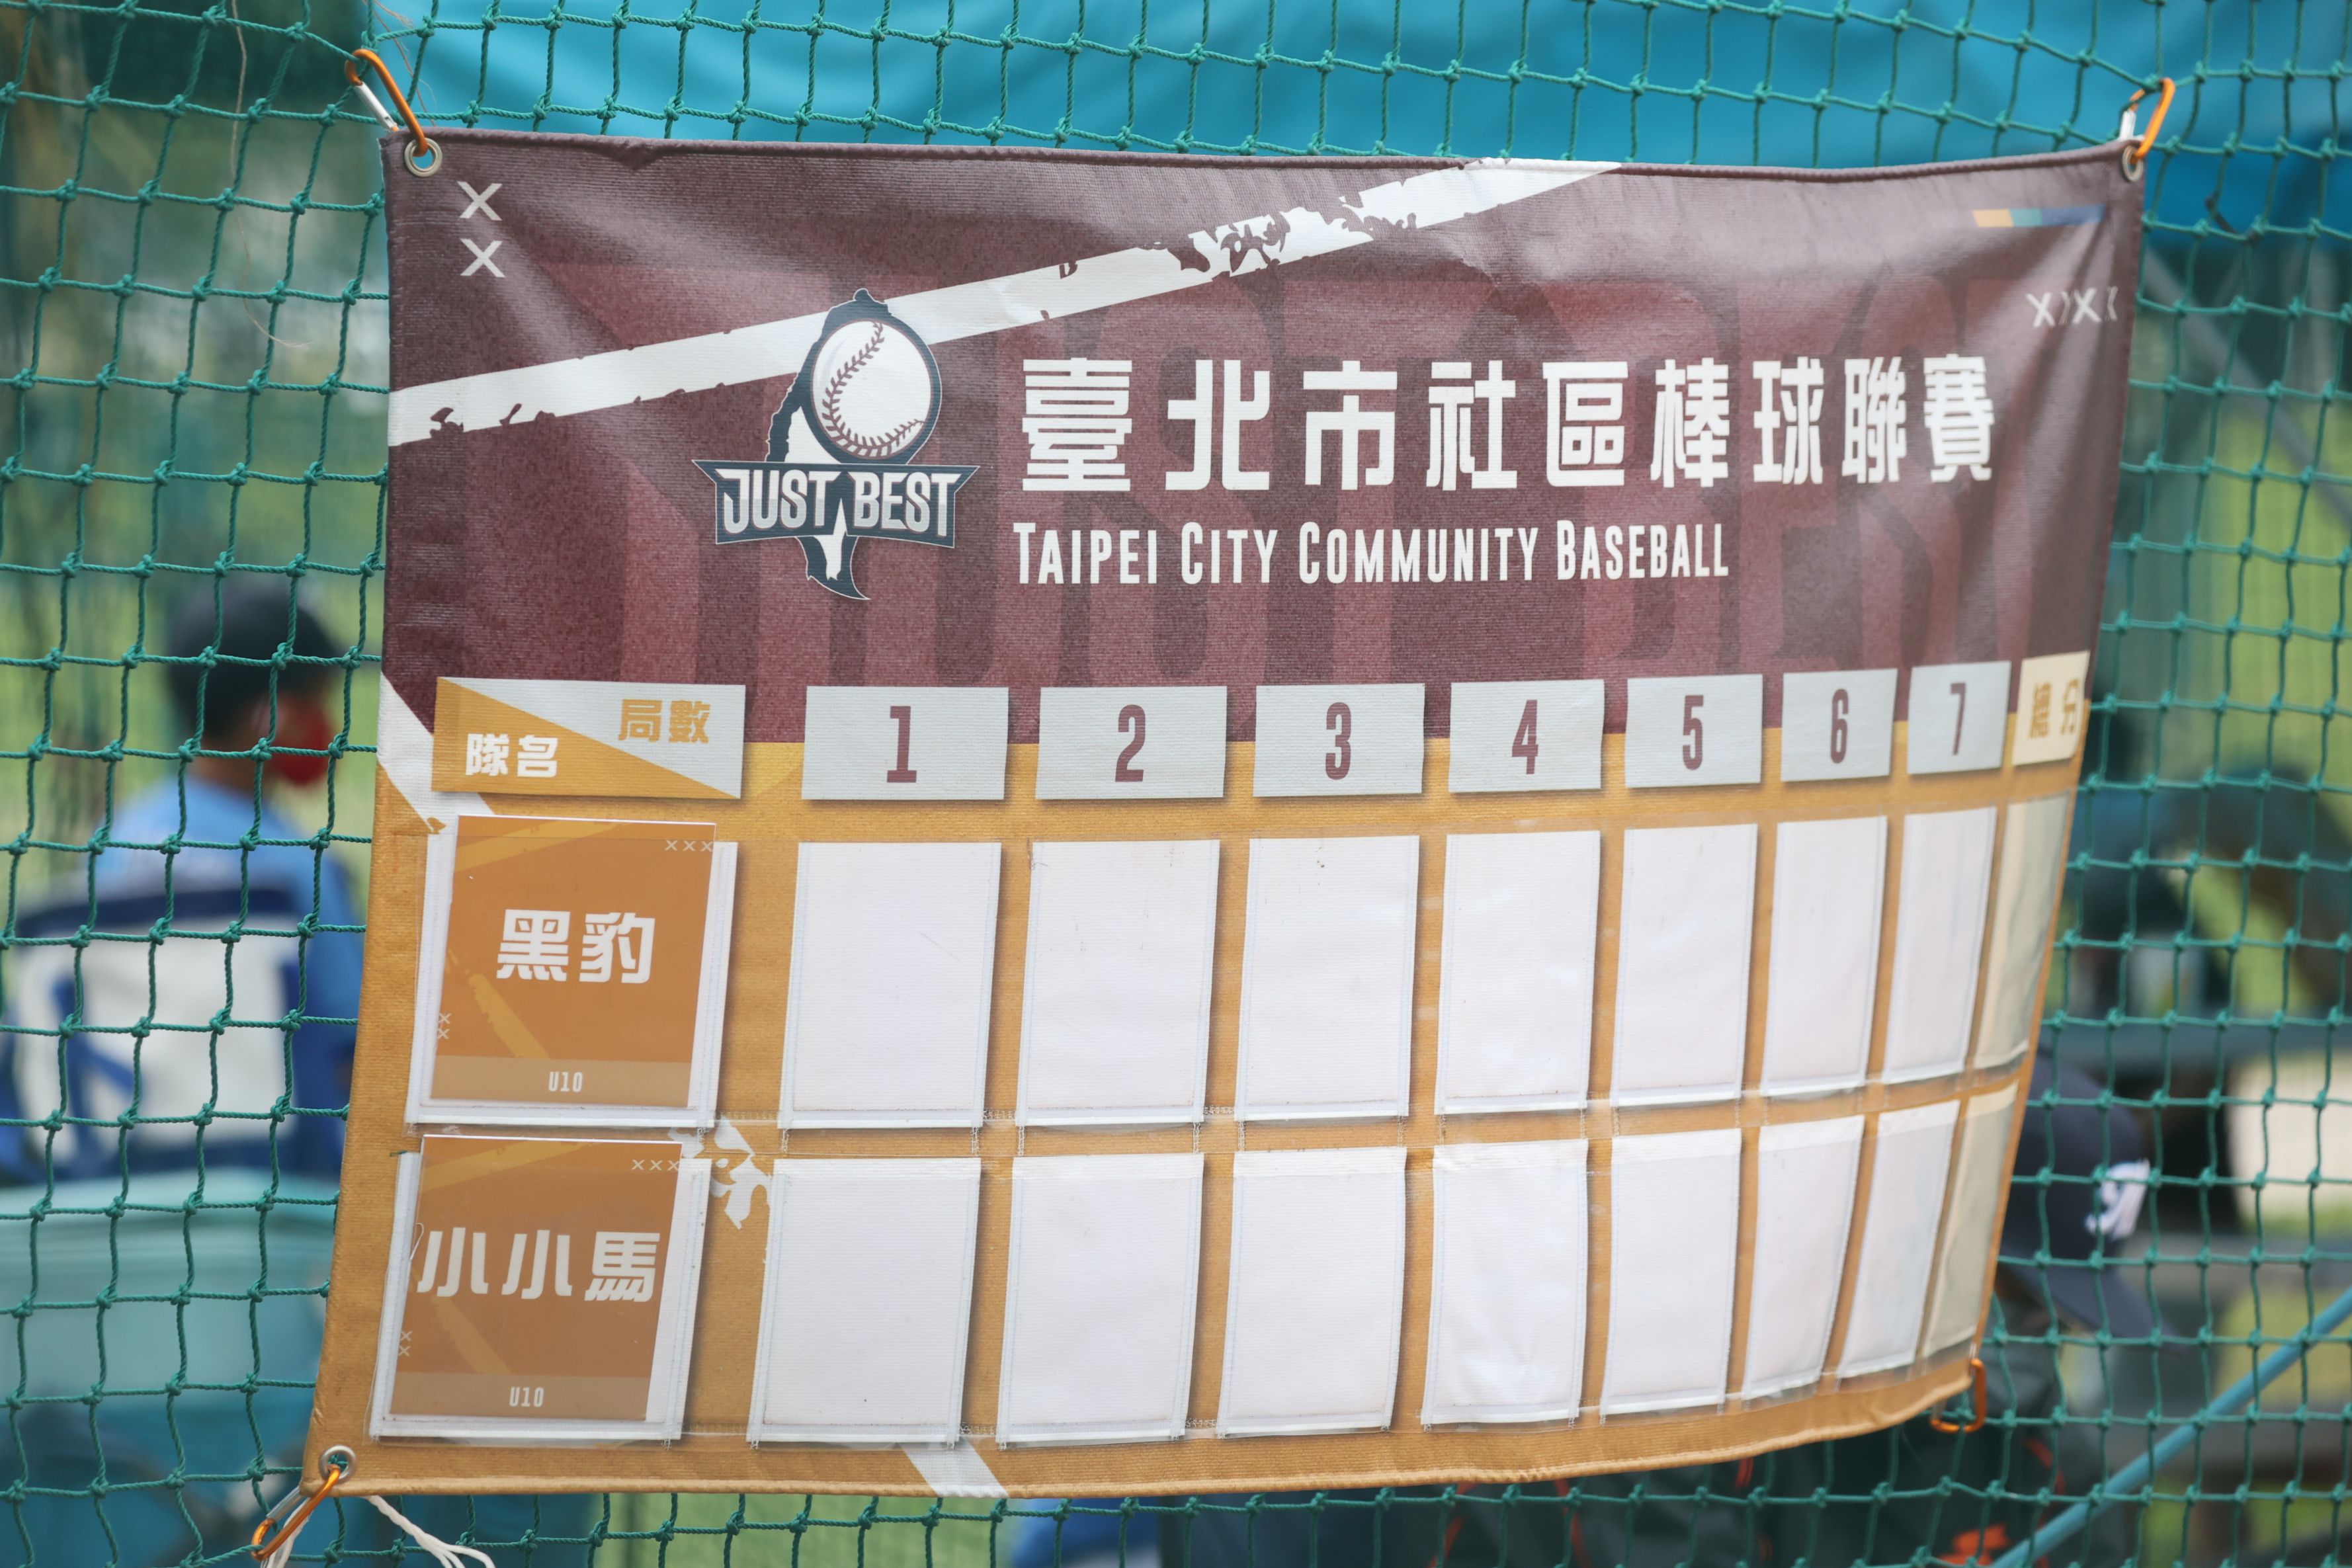 臺北市社區棒球聯賽
JUST BEST
TAIPEI CITY COMMUNITY BASEBALL
局數
隊名
1 2 3 4 5 6 7 總分
黑豹
U10
小小馬
U10